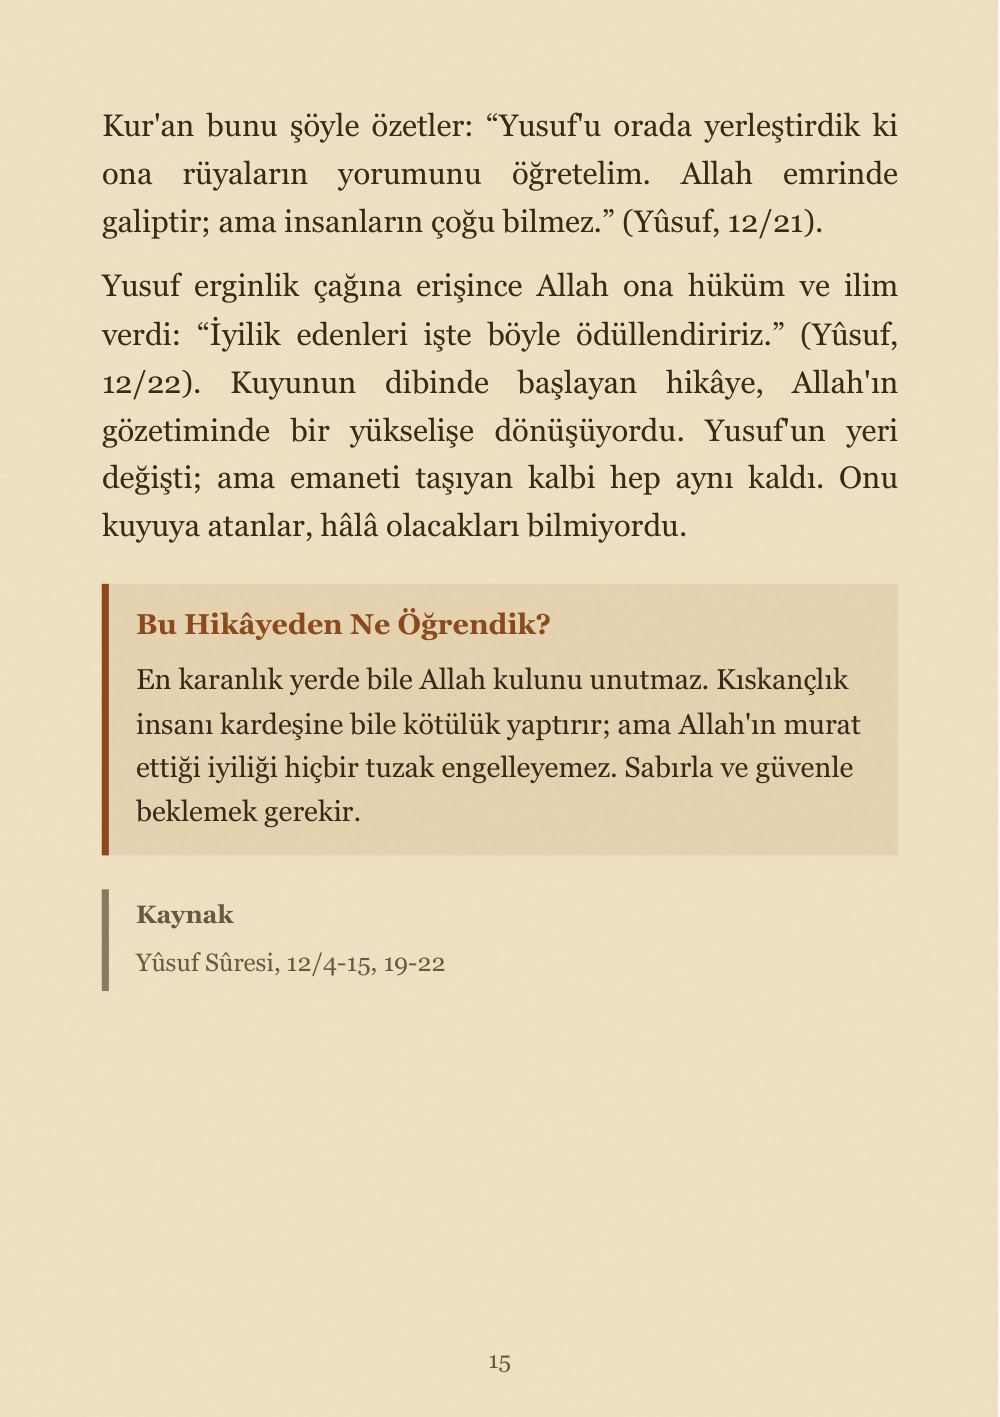 Kur'an bunu şöyle özetler: “Yusuf'u orada yerleştirdik ki
ona rüyaların yorumunu öğretelim. Allah emrinde
galiptir; ama insanların çoğu bilmez.” (Yûsuf, 12/21).
Yusuf erginlik çağına erişince Allah ona hüküm ve ilim
verdi: “İyilik edenleri işte böyle ödüllendiririz.” (Yûsuf,
12/22). Kuyunun dibinde başlayan hikâye, Allah'ın
gözetiminde bir yükselişe dönüşüyordu. Yusuf'un yeri
değişti; ama emaneti taşıyan kalbi hep aynı kaldı. Onu
kuyuya atanlar, hâlâ olacakları bilmiyordu.
Bu Hikâyeden Ne Öğrendik?
En karanlık yerde bile Allah kulunu unutmaz. Kıskançlık
insanı kardeşine bile kötülük yaptırır; ama Allah'ın murat
ettiği iyiliği hiçbir tuzak engelleyemez. Sabırla ve güvenle
beklemek gerekir.
Kaynak
Yûsuf Sûresi, 12/4-15, 19-22
15